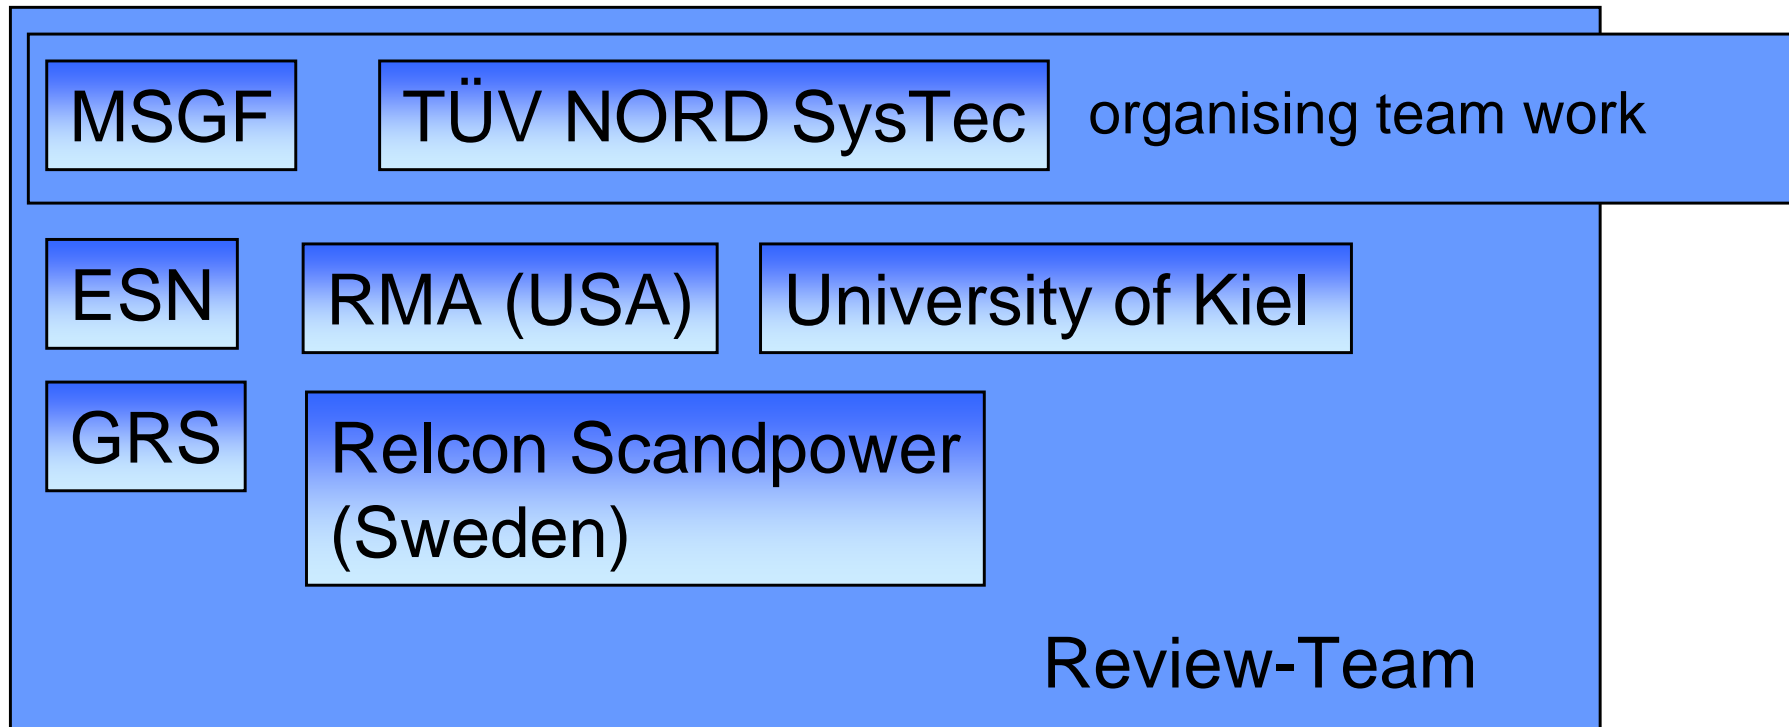 MSGF
TÜV NORD SysTec
organising team work
ESN
RMA (USA)
University of Kiel
GRS
Relcon Scandpower
(Sweden)
Review-Team